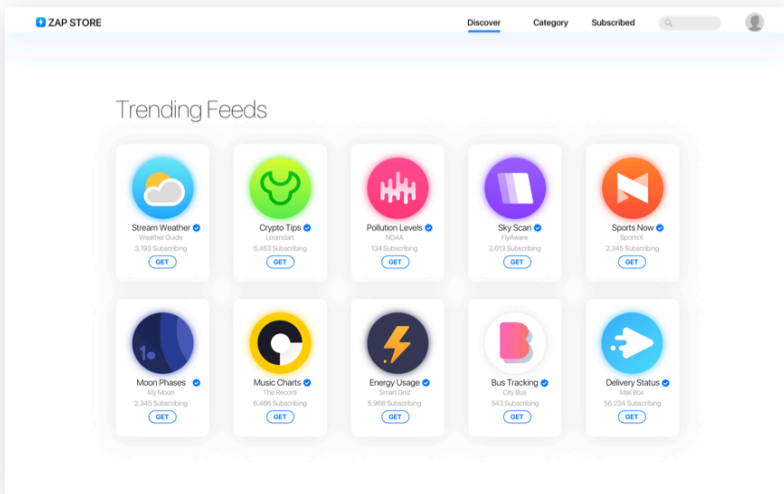 ZAP STORE
Discover Category Subscribed
Trending Feeds
Stream Weather
Weather Guide
3,193 Subscribing
GET
Crypto Tips
Loomdart
5,453 Subscribing
GET
Pollution Levels
NOAA
134 Subscribing
GET
Sky Scan
FlyAware
2,013 Subscribing
GET
Sports Now
SportsX
2,345 Subscribing
GET
1
Moon Phases
My Moon
2,345 Subscribing
GET
Music Charts
The Record
6,466 Subscribing
GET
Energy Usage
Smart Grid
5,968 Subscribing
GET
B
Bus Tracking
City Bus
543 Subscribing
GET
Delivery Status
Mail Box
56,234 Subscribing
GET